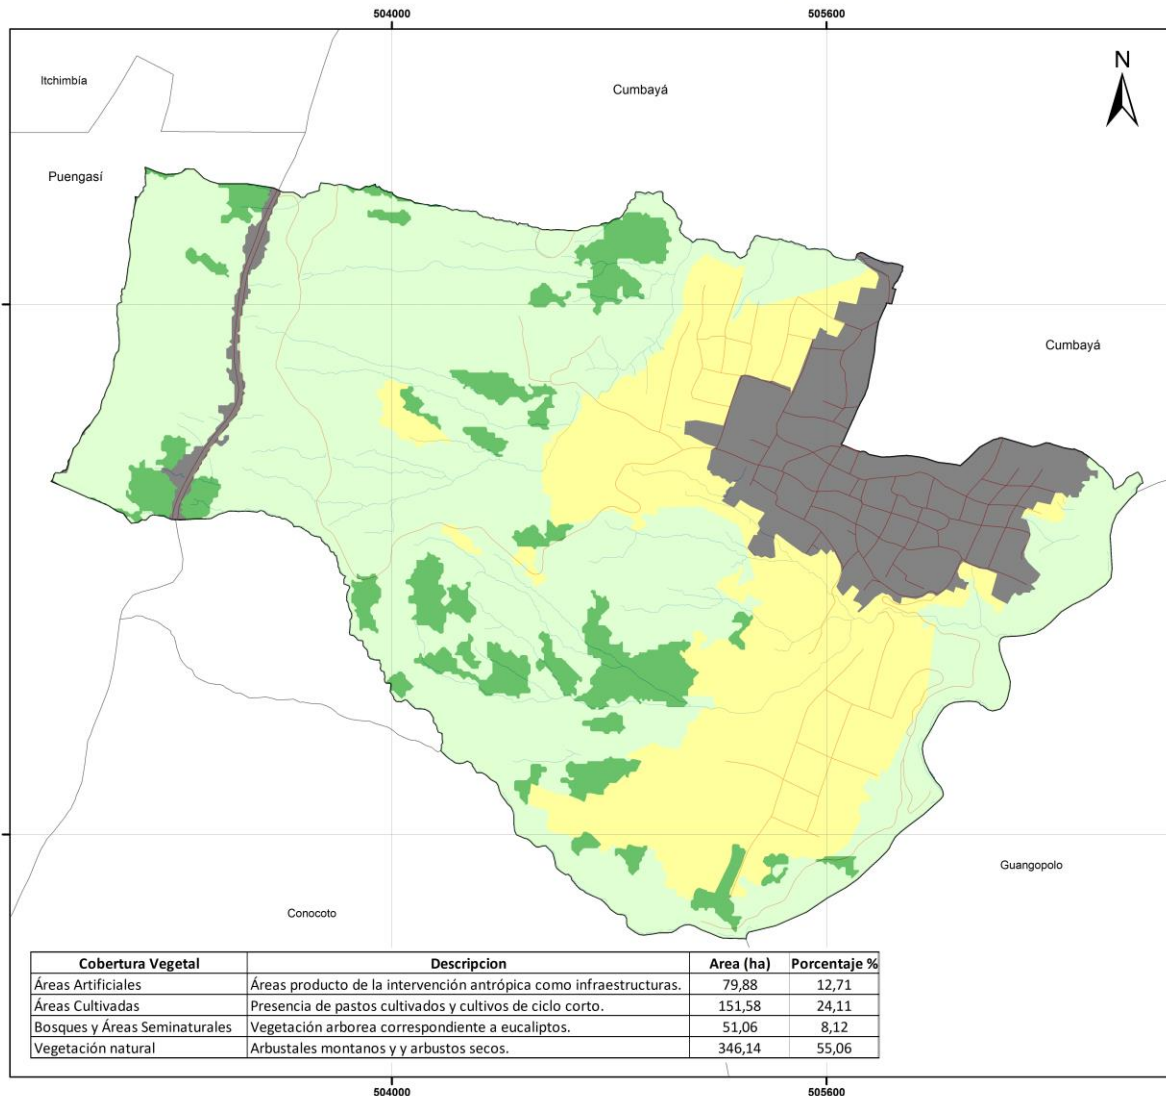 504000 505600
N
Itchimbía
Cumbayá
Puengasí
Cumbayá
Guangopolo
Conocoto
Cobertura Vegetal Descripcion Area (ha) Porcentaje %
Áreas Artificiales Áreas producto de la intervención antrópica como infraestructuras. 79,88 12,71
Áreas Cultivadas Presencia de pastos cultivados y cultivos de ciclo corto. 151,58 24,11
Bosques y Áreas Seminaturales Vegetación arborea correspondiente a eucaliptos. 51,06 8,12
Vegetación natural Arbustales montanos y y arbustos secos. 346,14 55,06
504000 505600